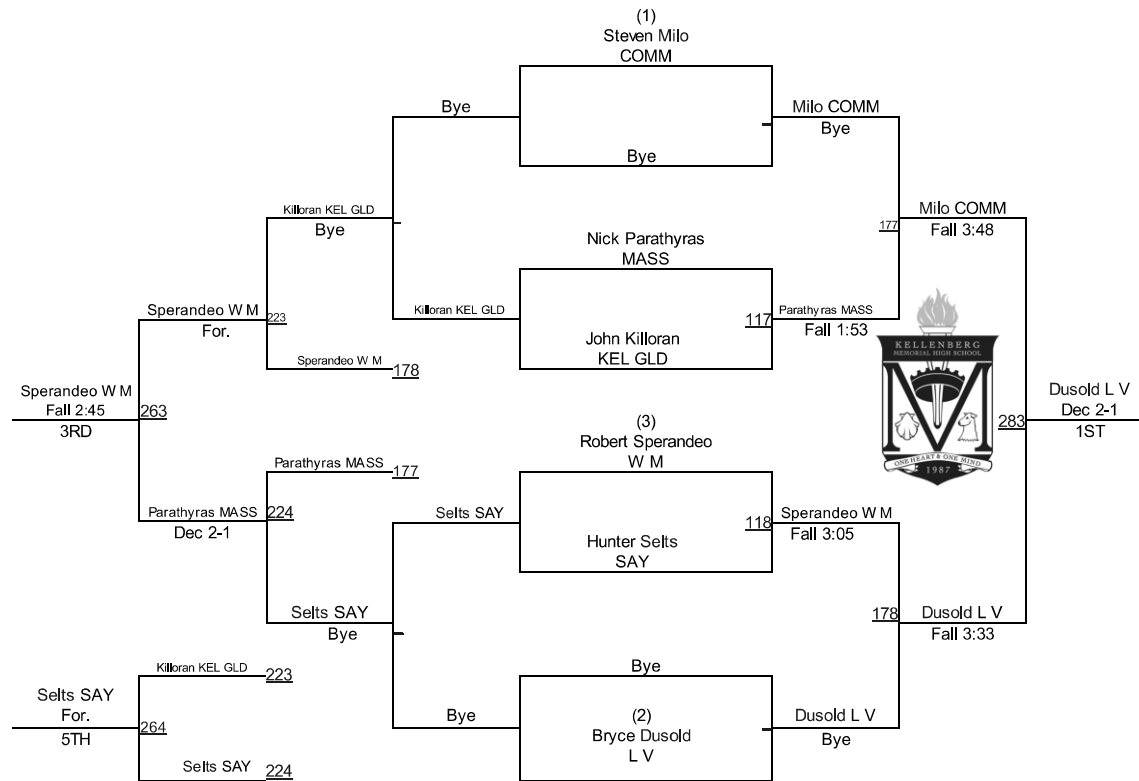 (1)
Steven Milo
COMM
Bye
Milo COMM
Bye
Bye
Killoran KEL GLD
Bye
Milo COMM
177
Fall 3:48
Nick Parathyras
MASS
Killoran KEL GLD
Parathyras MASS
117
Fall 1:53
John Killoran
KEL GLD
Sperandeo W M
223
For.
Sperandeo W M
178
KELLENBERG
MEMORIAL HIGH SCHOOL
ONE HEART & ONE MIND
1987
Sperandeo W M
Fall 2:45
263
3RD
Dusold L V
Dec 2-1
283
1ST
(3)
Robert Sperandeo
W M
Parathyras MASS
177
Parathyras MASS
224
Dec 2-1
Selts SAY
Sperandeo W M
118
Fall 3:05
Hunter Selts
SAY
Selts SAY
Bye
178
Dusold L V
Fall 3:33
Killoran KEL GLD
223
Bye
Selts SAY
For.
264
5TH
Bye
(2)
Bryce Dusold
L V
Dusold L V
Bye
Selts SAY
224